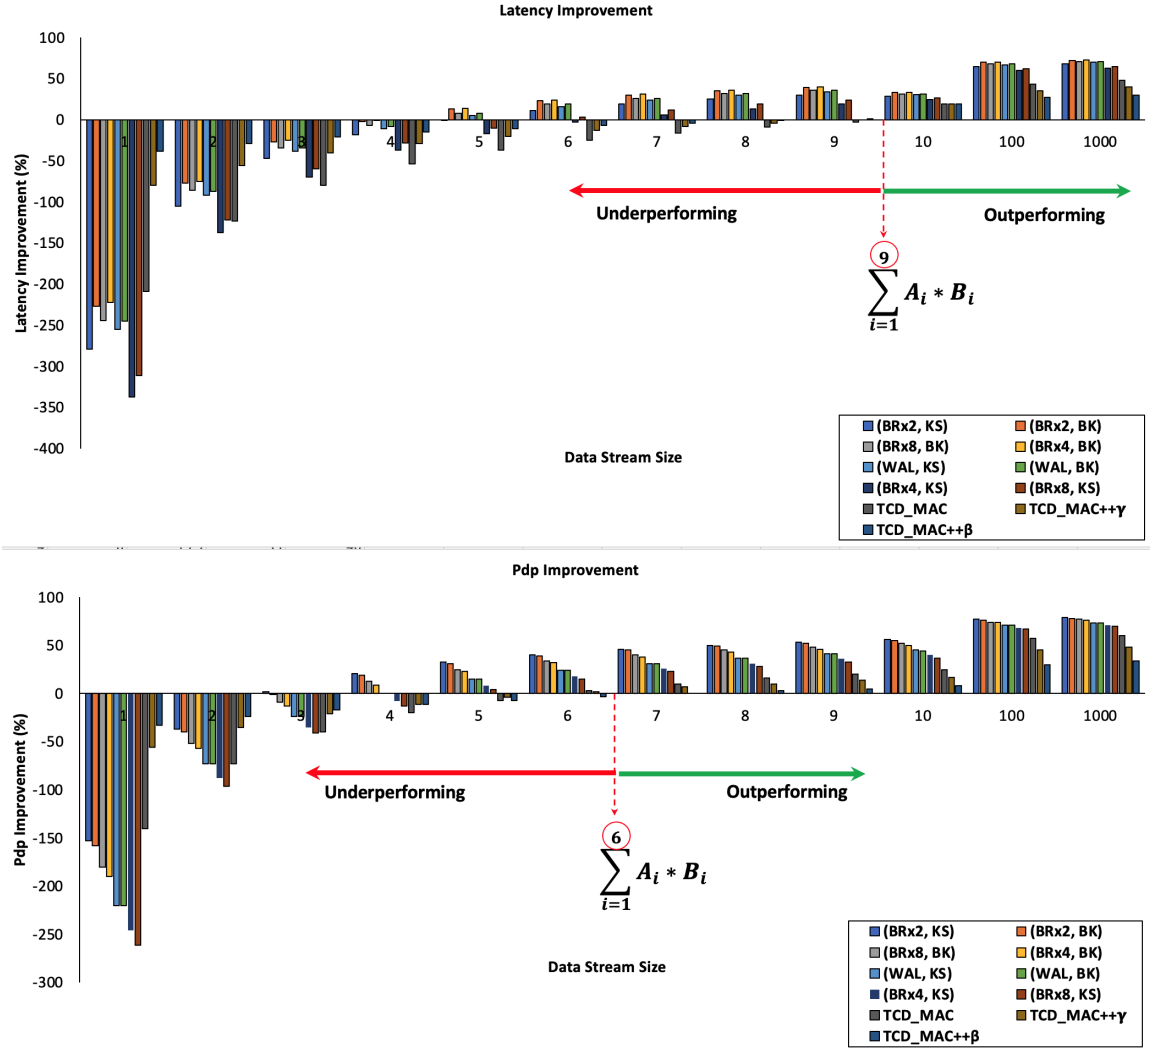 Latency Improvement
100
50
0
-50
-100
-150
-200
-250
-300
-350
-400
Latency Improvement (%)
1 2 3 4 5 6 7 8 9 10 100 1000
Underperforming Outperforming
9
∑ A_i * B_i
i=1
Data Stream Size
(BRx2, KS) (BRx2, BK)
(BRx8, BK) (BRx4, BK)
(WAL, KS) (WAL, BK)
(BRx4, KS) (BRx8, KS)
TCD_MAC TCD_MAC++γ
TCD_MAC++β
Pdp Improvement
100
50
0
-50
-100
-150
-200
-250
-300
Pdp Improvement (%)
1 2 3 4 5 6 7 8 9 10 100 1000
Underperforming Outperforming
6
∑ A_i * B_i
i=1
Data Stream Size
(BRx2, KS) (BRx2, BK)
(BRx8, BK) (BRx4, BK)
(WAL, KS) (WAL, BK)
(BRx4, KS) (BRx8, KS)
TCD_MAC TCD_MAC++γ
TCD_MAC++β